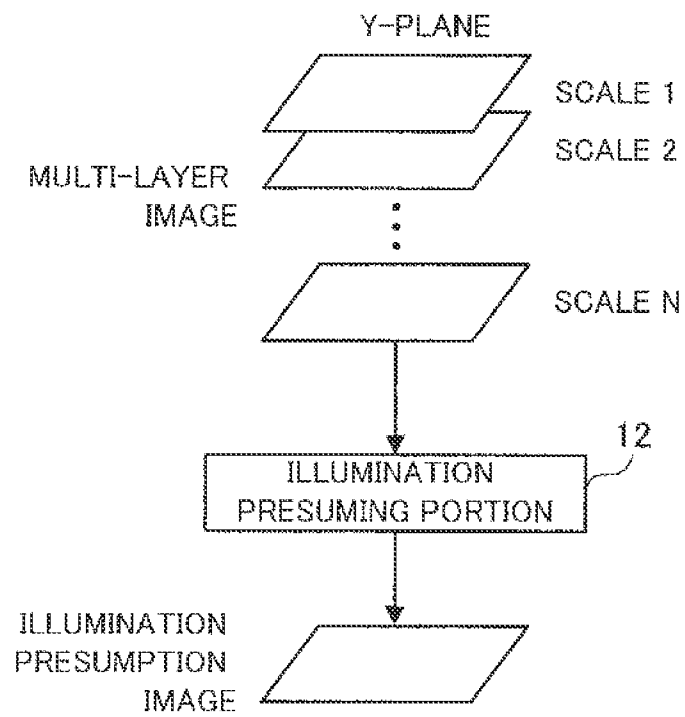 Y-PLANE
SCALE 1
SCALE 2
MULTI-LAYER
IMAGE
SCALE N
12
ILLUMINATION
PRESUMING PORTION
ILLUMINATION
PRESUMPTION
IMAGE